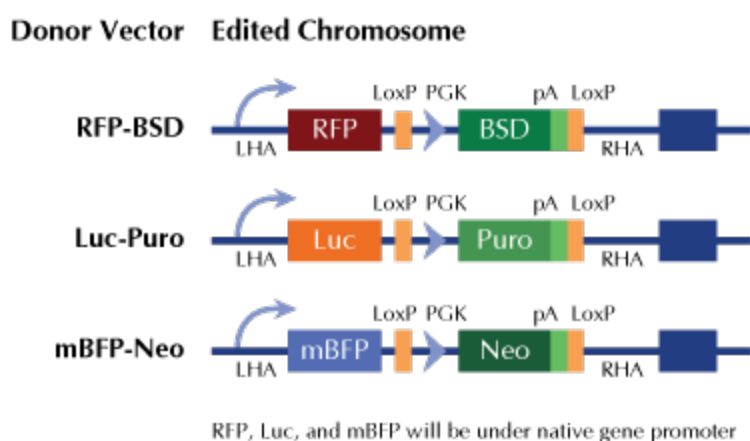 Donor Vector Edited Chromosome
LoxP PGK pA LoxP
RFP-BSD RFP BSD
LHA RHA
LoxP PGK pA LoxP
Luc-Puro Luc Puro
LHA RHA
LoxP PGK pA LoxP
mBFP-Neo mBFP Neo
LHA RHA
RFP, Luc, and mBFP will be under native gene promoter